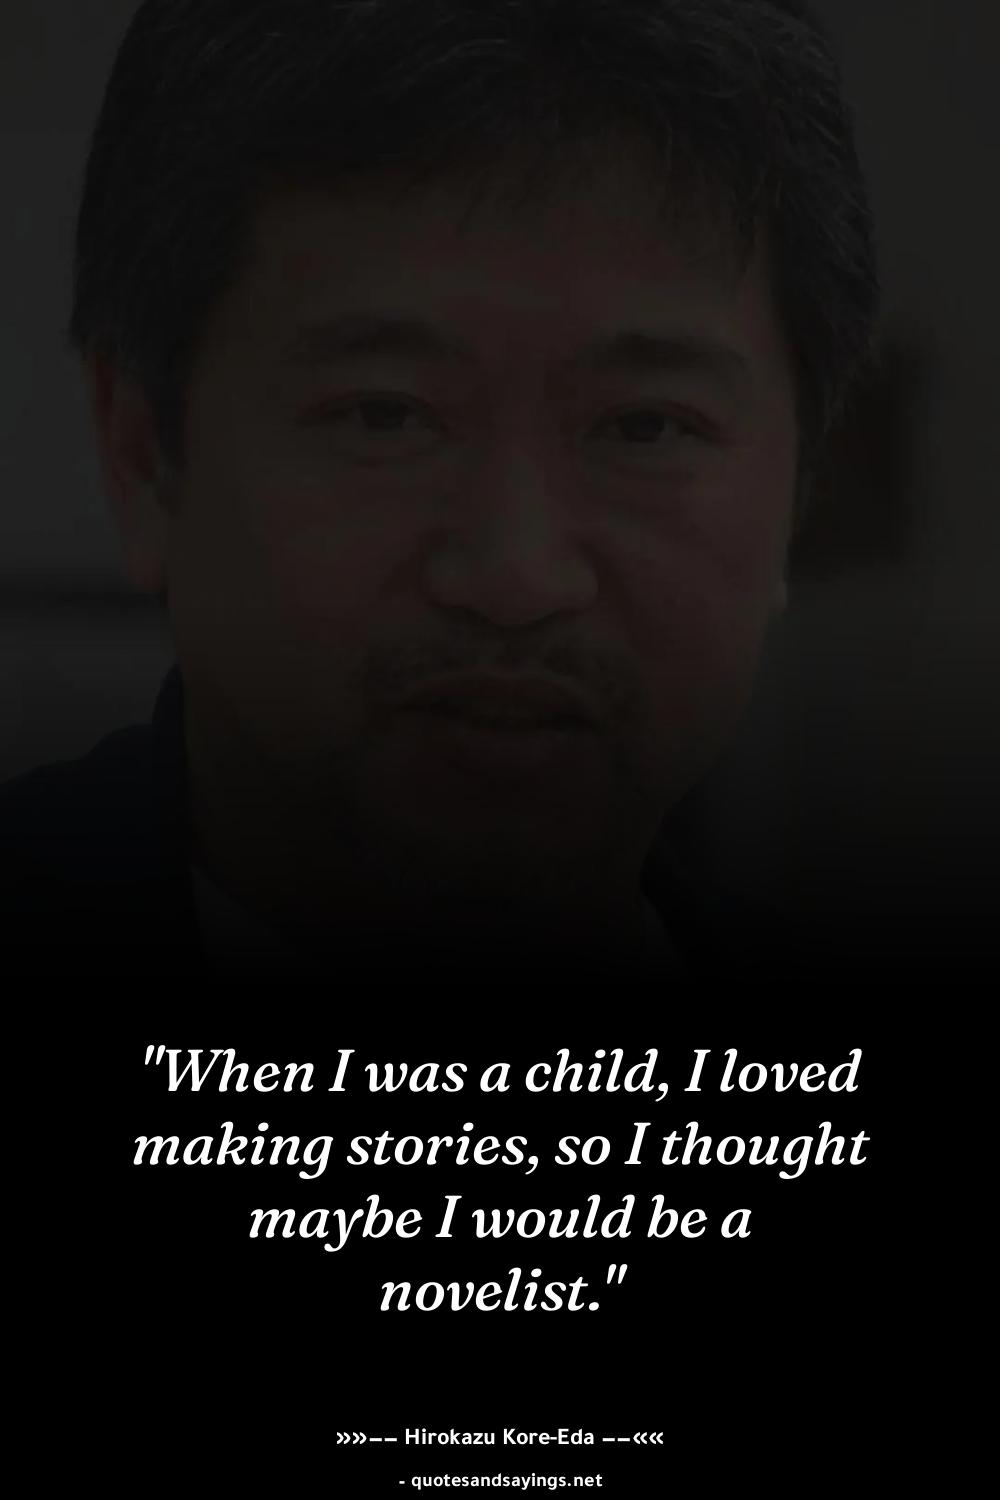 "When I was a child, I loved
making stories, so I thought
maybe I would be a
novelist."
»»−− Hirokazu Kore-Eda −−««
- quotesandsayings.net